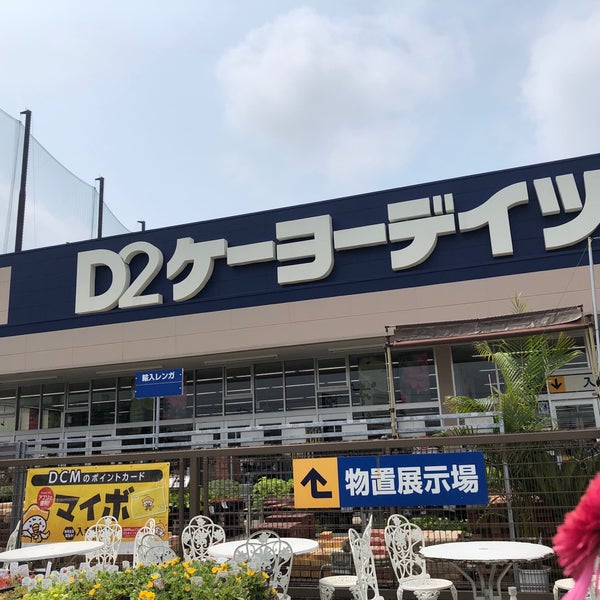 D2ケーヨーデイツ
輸入レンガ
入
物置展示場
DCMのポイントカード
マイボ